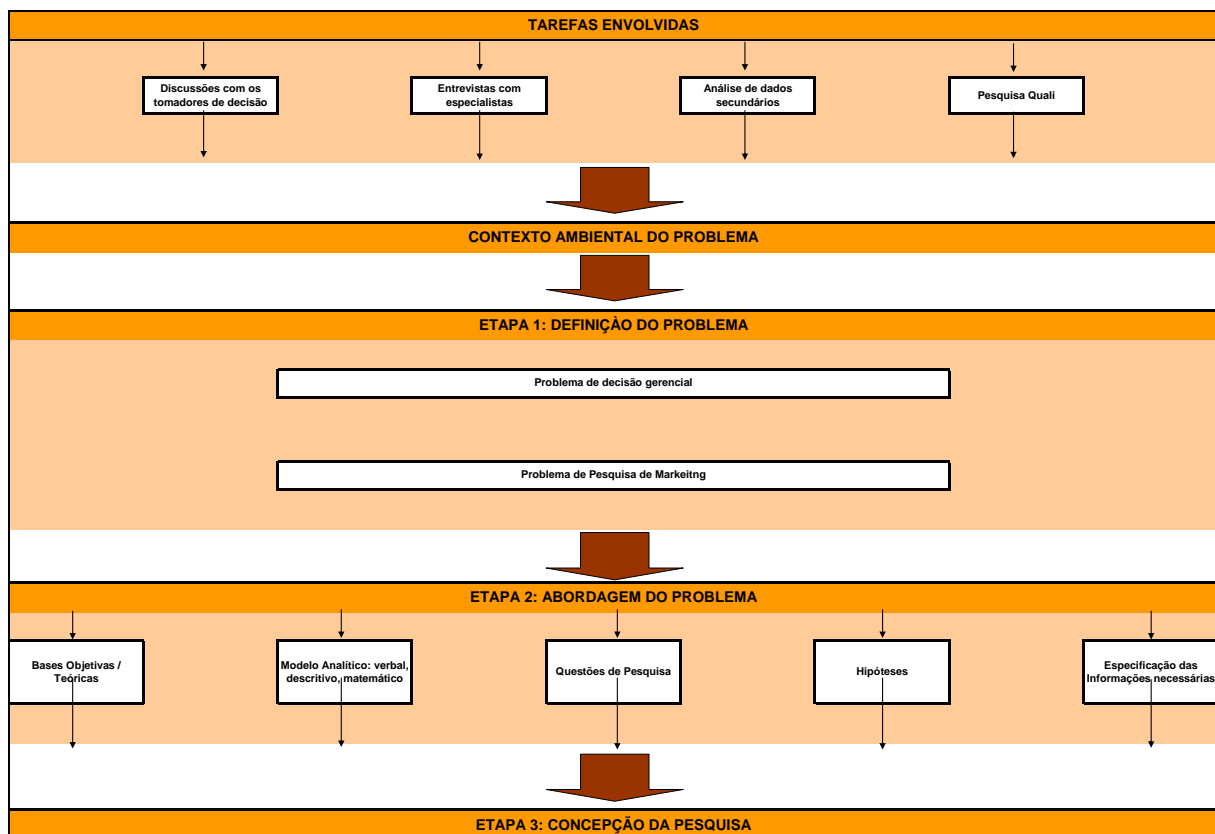 TAREFAS ENVOLVIDAS
Discussões com os
tomadores de decisão
Entrevistas com
especialistas
Análise de dados
secundários
Pesquisa Quali
CONTEXTO AMBIENTAL DO PROBLEMA
ETAPA 1: DEFINIÇÀO DO PROBLEMA
Problema de decisão gerencial
Problema de Pesquisa de Markeitng
ETAPA 2: ABORDAGEM DO PROBLEMA
Bases Objetivas /
Teóricas
Modelo Analítico: verbal,
descritivo, matemático
Questões de Pesquisa
Hipóteses
Especificação das
Informações necessárias
ETAPA 3: CONCEPÇÃO DA PESQUISA